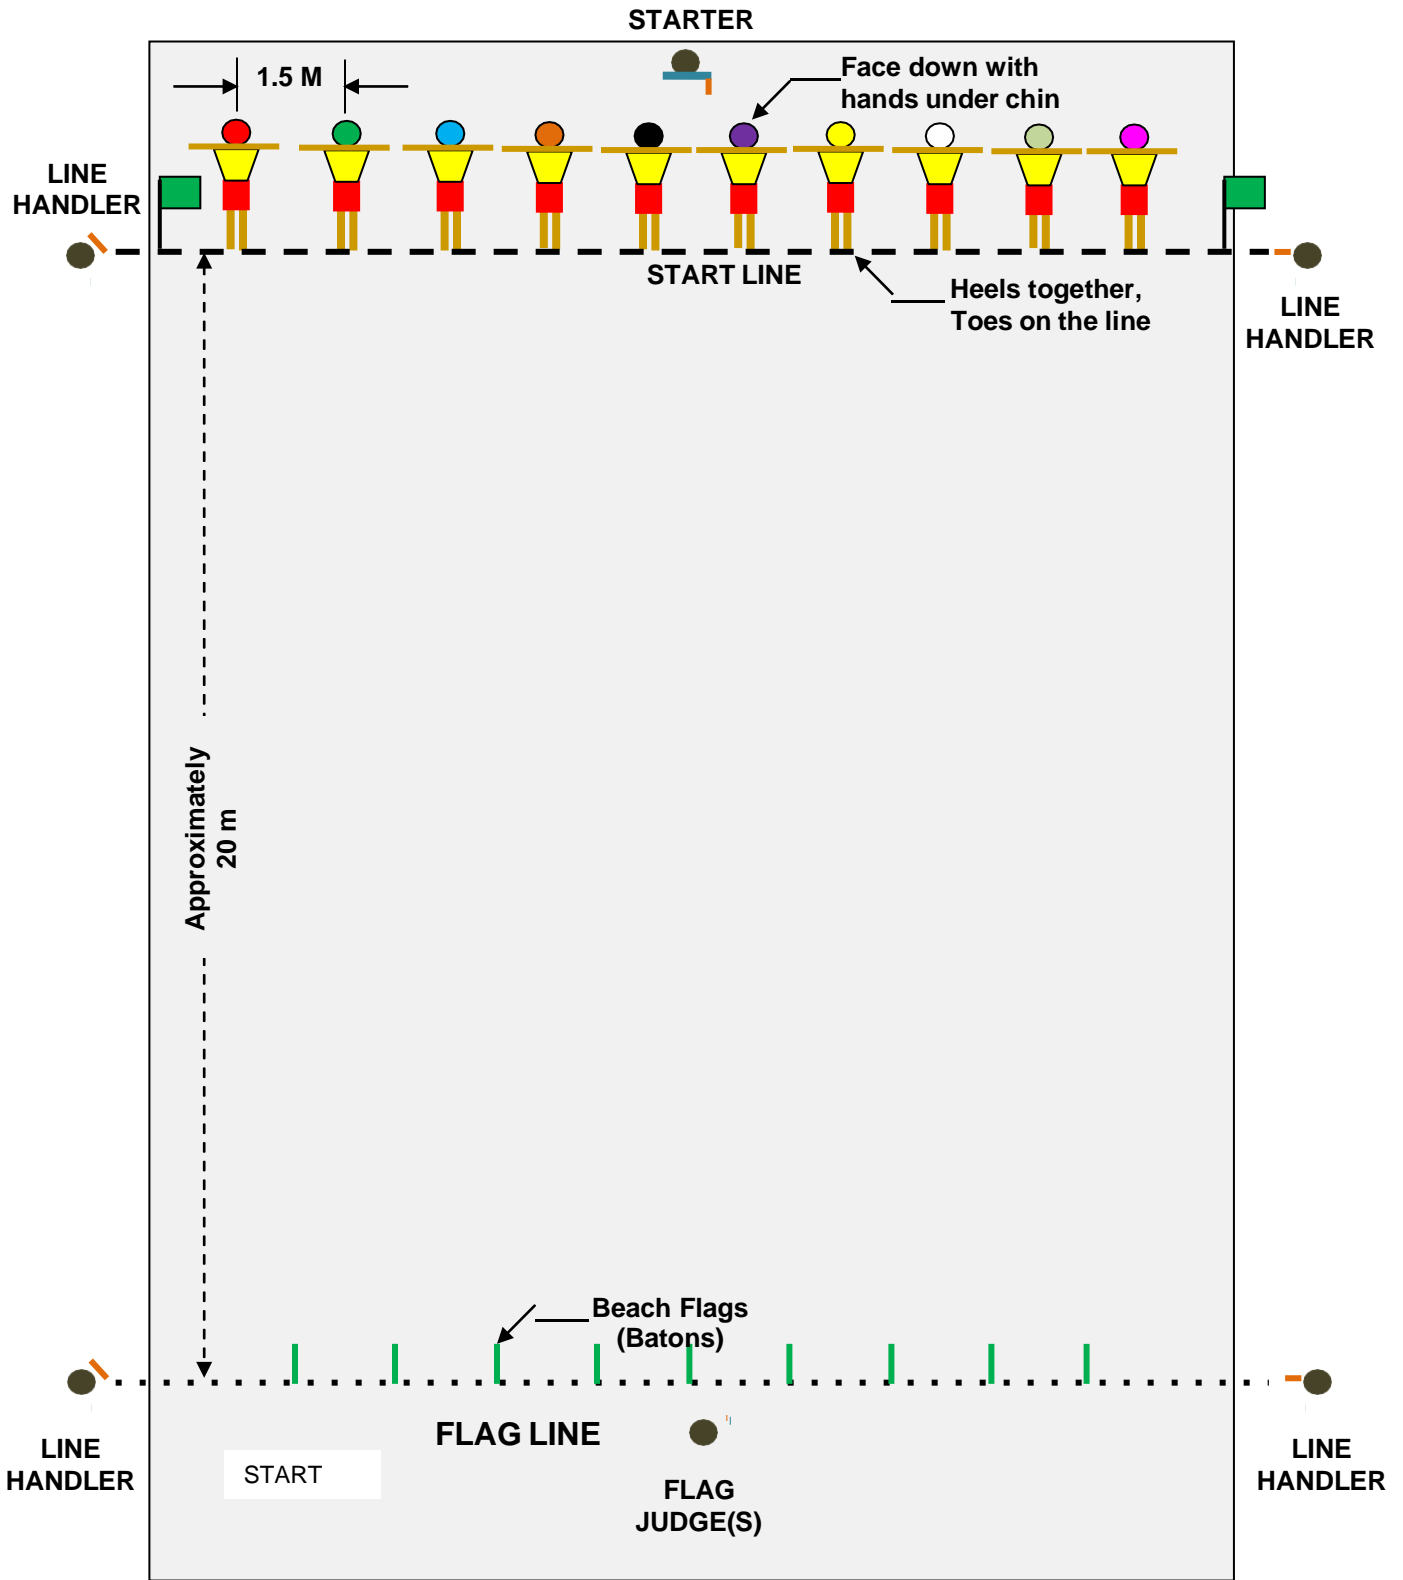 STARTER
1.5 M
Face down with
hands under chin
LINE
HANDLER
START LINE
Heels together,
Toes on the line
LINE
HANDLER
Approximately
20 m
Beach Flags
(Batons)
FLAG LINE
LINE
HANDLER
START
FLAG
JUDGE(S)
LINE
HANDLER